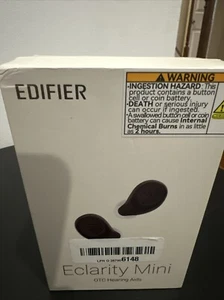 EDIFIER
WARNING
•INGESTION HAZARD: This
product contains a button
cell or coin battery.
•DEATH or serious injury
can occur if ingested.
•A swallowed button cell or coin
battery can cause Internal
Chemical Burns in as little
as 2 hours.
6148
Eclarity Mini
OTC Hearing Aids